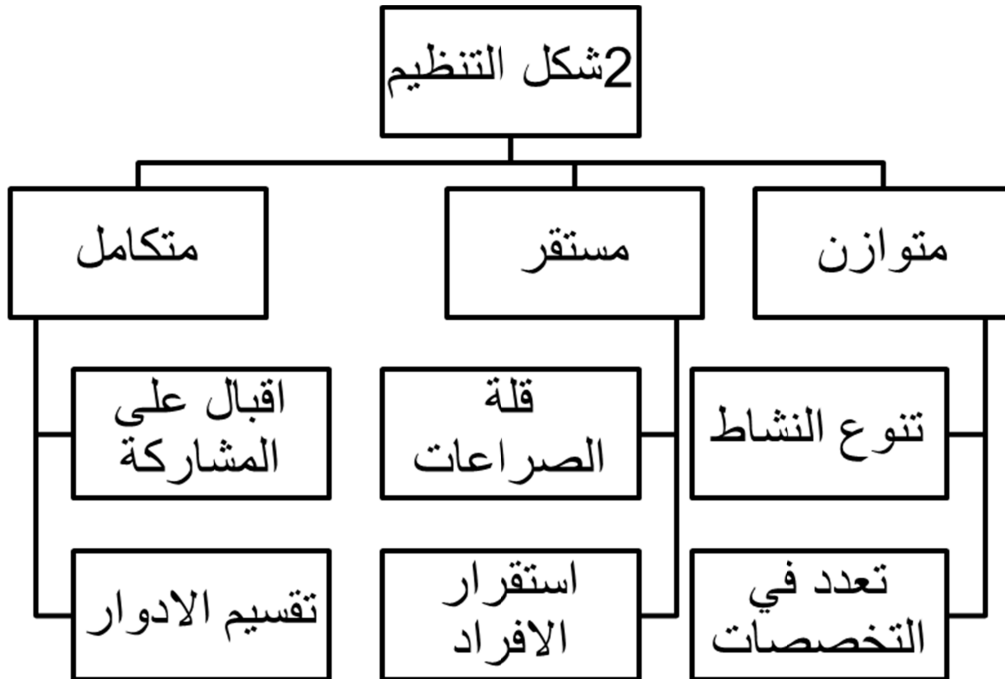 2شكل التنظيم
متوازن
مستقر
متكامل
تنوع النشاط
قلة
الصراعات
اقبال على
المشاركة
تعدد في
التخصصات
استقرار
الافراد
تقسيم الادوار